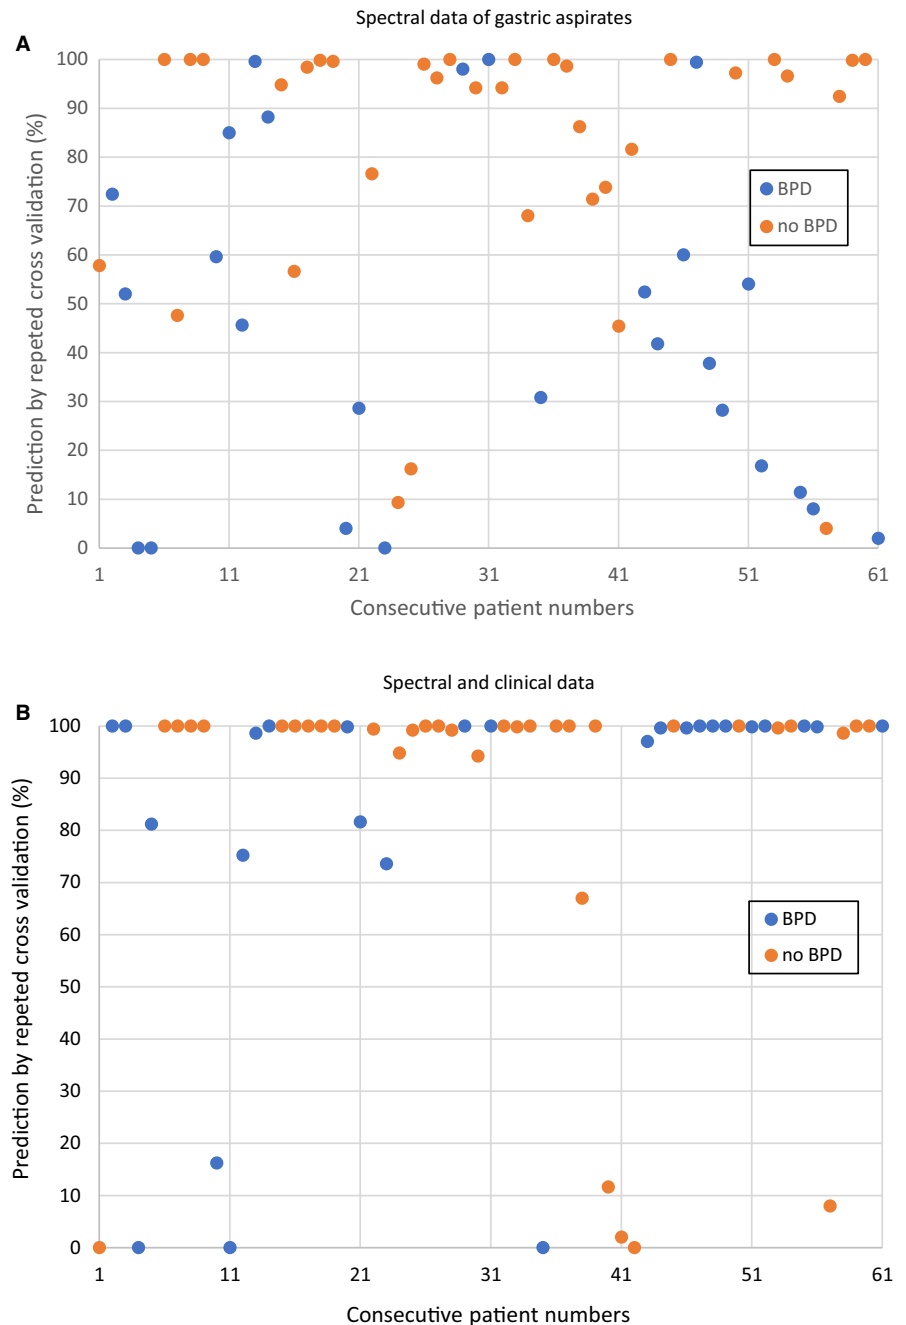 Spectral data of gastric asprates
A
Prediction by repeted cross validation (%)
100
90
80
70
60
50
40
30
20
10
0
BPD
no BPD
1 11 21 31 41 51 61
Consecutive patient numbers
Spectral and clinical data
B
Prediction by repeted cross validation (%)
100
90
80
70
60
50
40
30
20
10
0
BPD
no BPD
1 11 21 31 41 51 61
Consecutive patient numbers